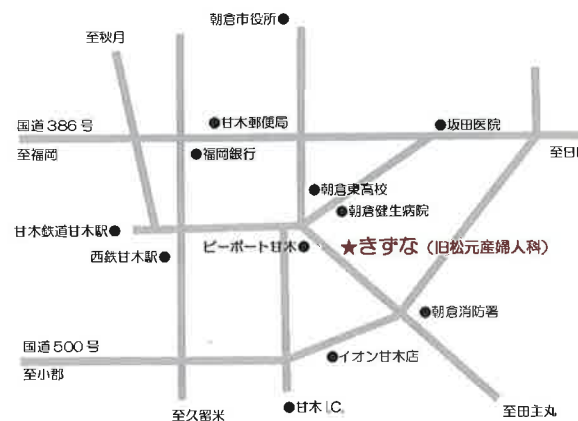 朝倉市役所●
至秋月
国道386号
●甘木郵便局
●坂田医院
至福岡
●福岡銀行
至日
●朝倉東高校
●朝倉健生病院
甘木鉄道甘木駅●
ピーポート甘木●
★きずな（旧松元産婦人科）
西鉄甘木駅●
●朝倉消防署
国道500号
●イオン甘木店
至小郡
至久留米
●甘木I.C.
至田主丸